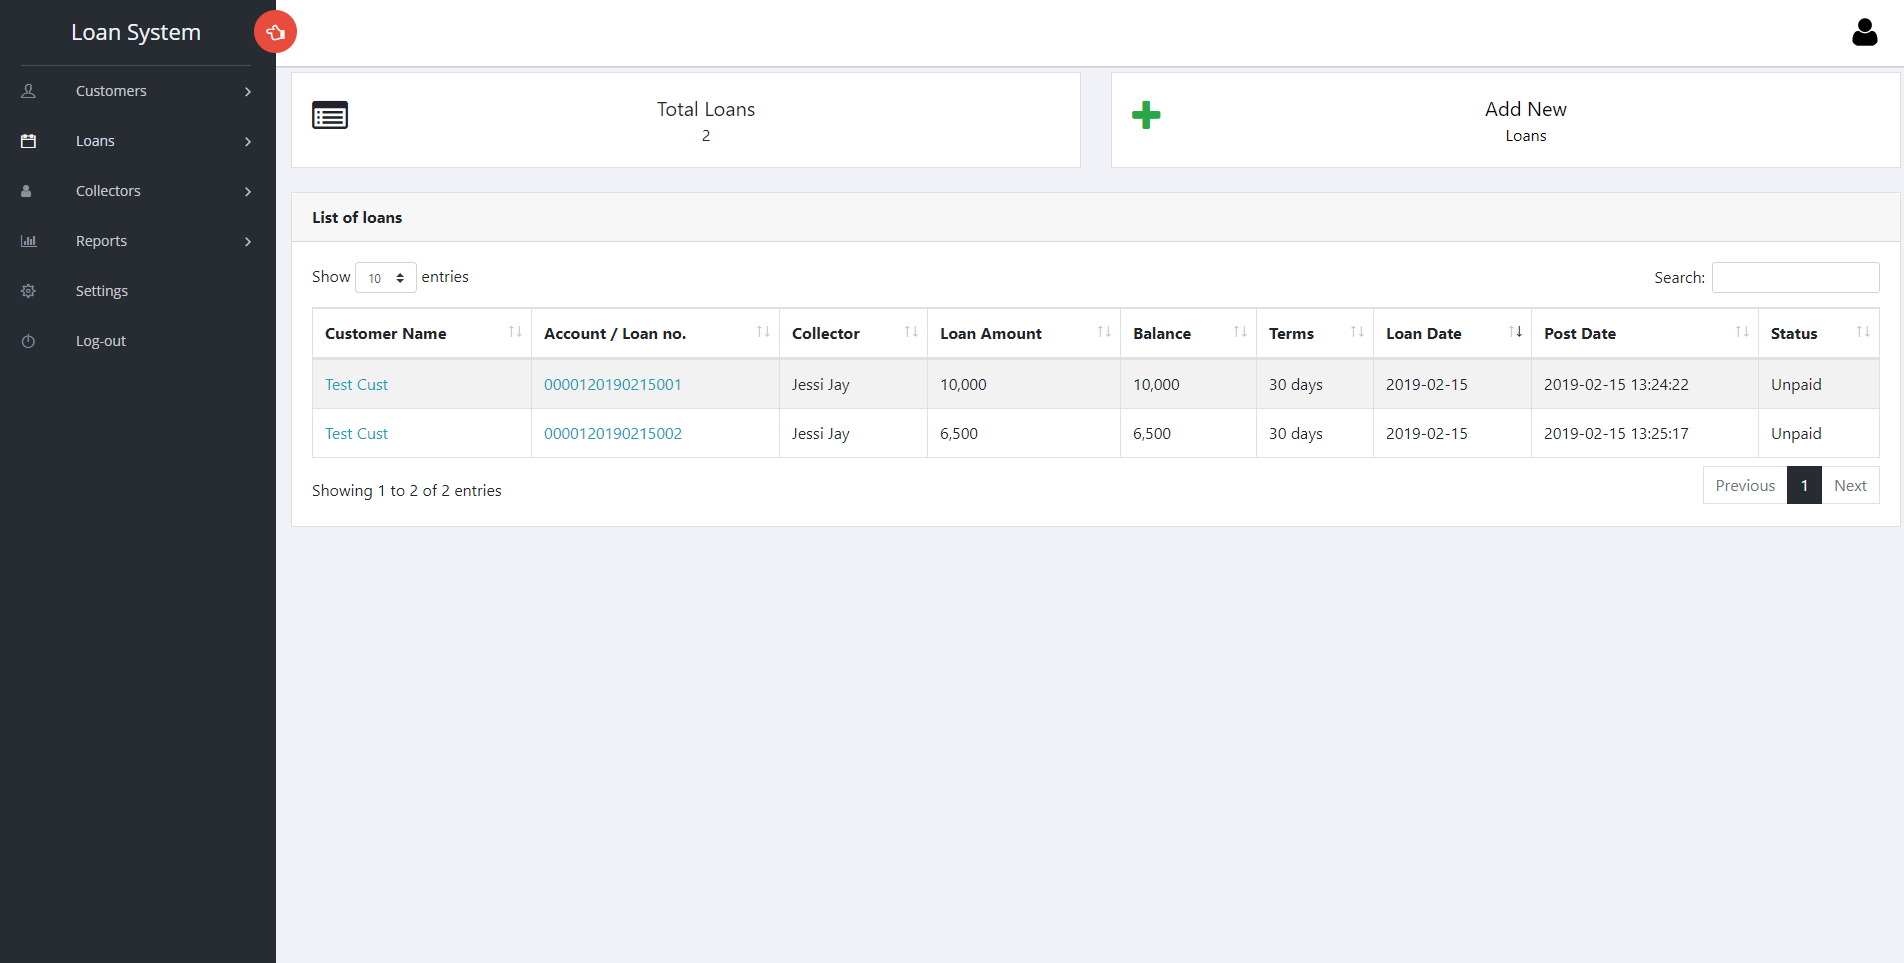 Loan System
Customers
Loans
Collectors
Reports
Settings
Log-out
Total Loans
2
Add New
Loans
List of loans
Show 10 entries Search:
Customer Name Account / Loan no. Collector Loan Amount Balance Terms Loan Date Post Date Status
Test Cust 0000120190215001 Jessi Jay 10,000 10,000 30 days 2019-02-15 2019-02-15 13:24:22 Unpaid
Test Cust 0000120190215002 Jessi Jay 6,500 6,500 30 days 2019-02-15 2019-02-15 13:25:17 Unpaid
Showing 1 to 2 of 2 entries Previous 1 Next